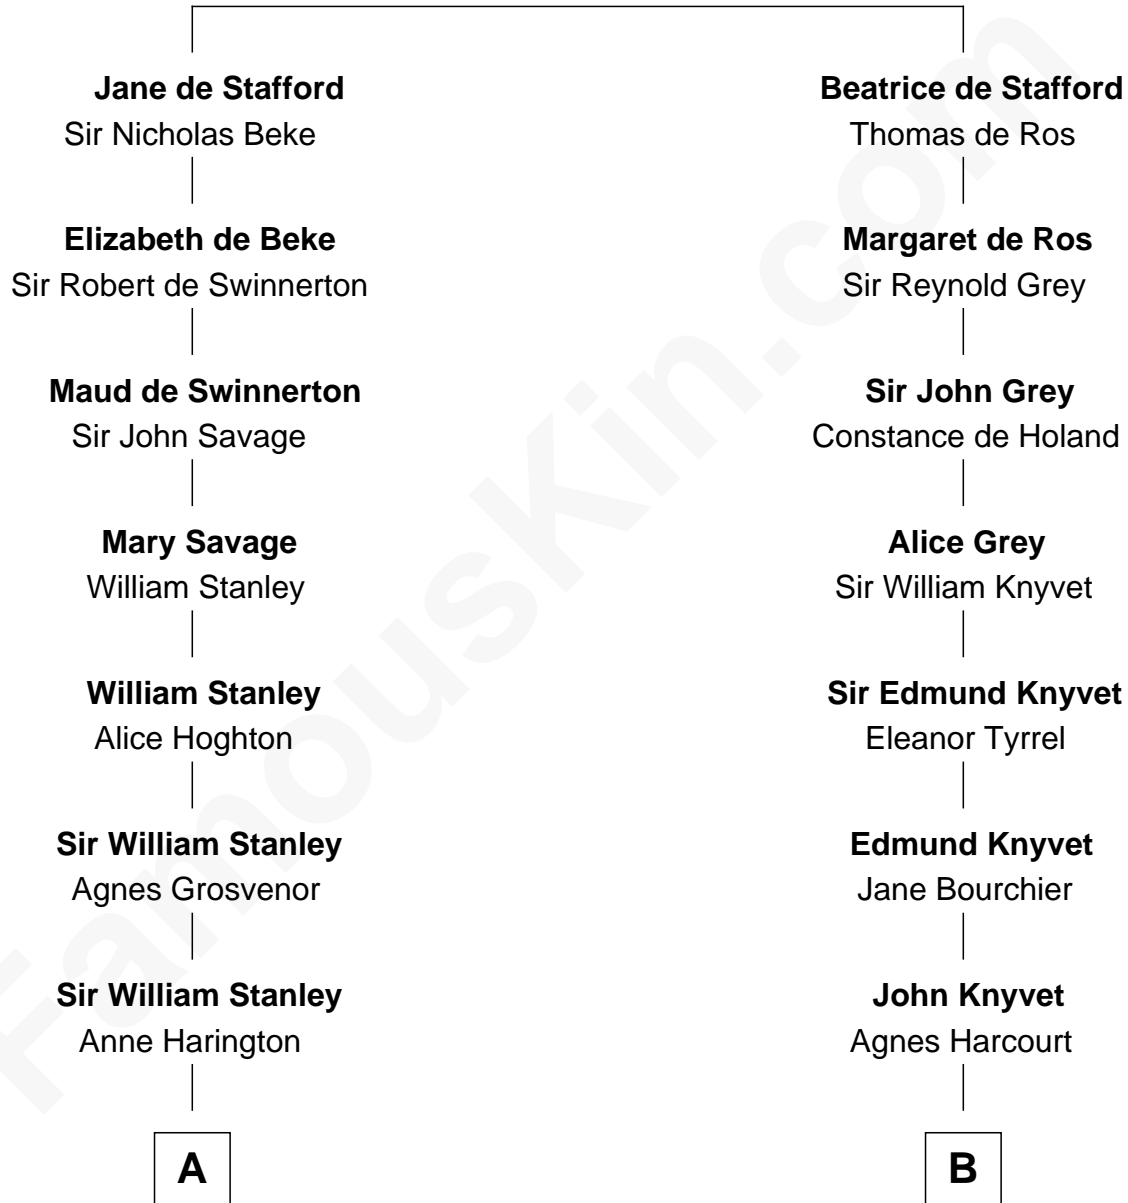 Jane de Stafford
Sir Nicholas Beke
Elizabeth de Beke
Sir Robert de Swinnerton
Maud de Swinnerton
Sir John Savage
Mary Savage
William Stanley
William Stanley
Alice Hoghton
Sir William Stanley
Agnes Grosvenor
Sir William Stanley
Anne Harington
A
Beatrice de Stafford
Thomas de Ros
Margaret de Ros
Sir Reynold Grey
Sir John Grey
Constance de Holand
Alice Grey
Sir William Knyvet
Sir Edmund Knyvet
Eleanor Tyrrel
Edmund Knyvet
Jane Bourchier
John Knyvet
Agnes Harcourt
B
FamousKin.com